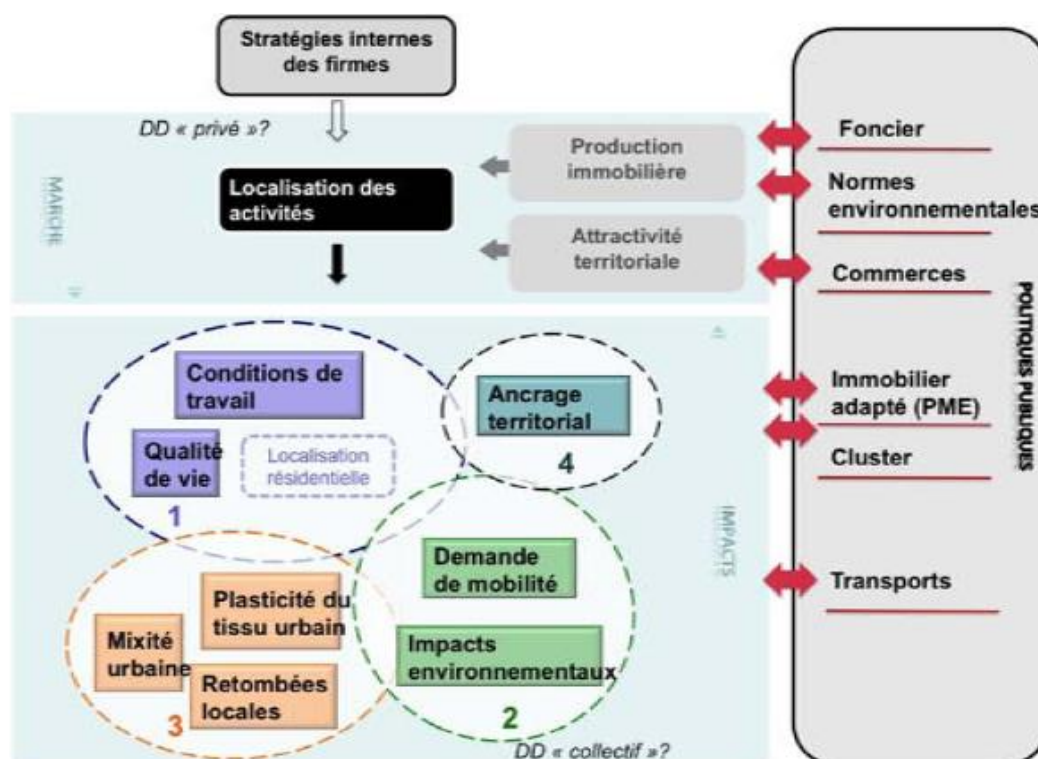 Stratégies internes
des firmes
DD « privé »?
MARCHE
Production
immobilière
Localisation des
activités
Attractivité
territoriale
Foncier
Normes
environnementales
Commerces
POLITIQUES PUBLIQUES
Conditions de
travail
Qualité
de vie
Localisation
résidentielle
1
Ancrage
territorial
4
Immobilier
adapté (PME)
Cluster
IMPACTS
Demande
de mobilité
Transports
Plasticité du
tissu urbain
Mixité
urbaine
Impacts
environnementaux
Retombées
locales
3
2
DD « collectif »?